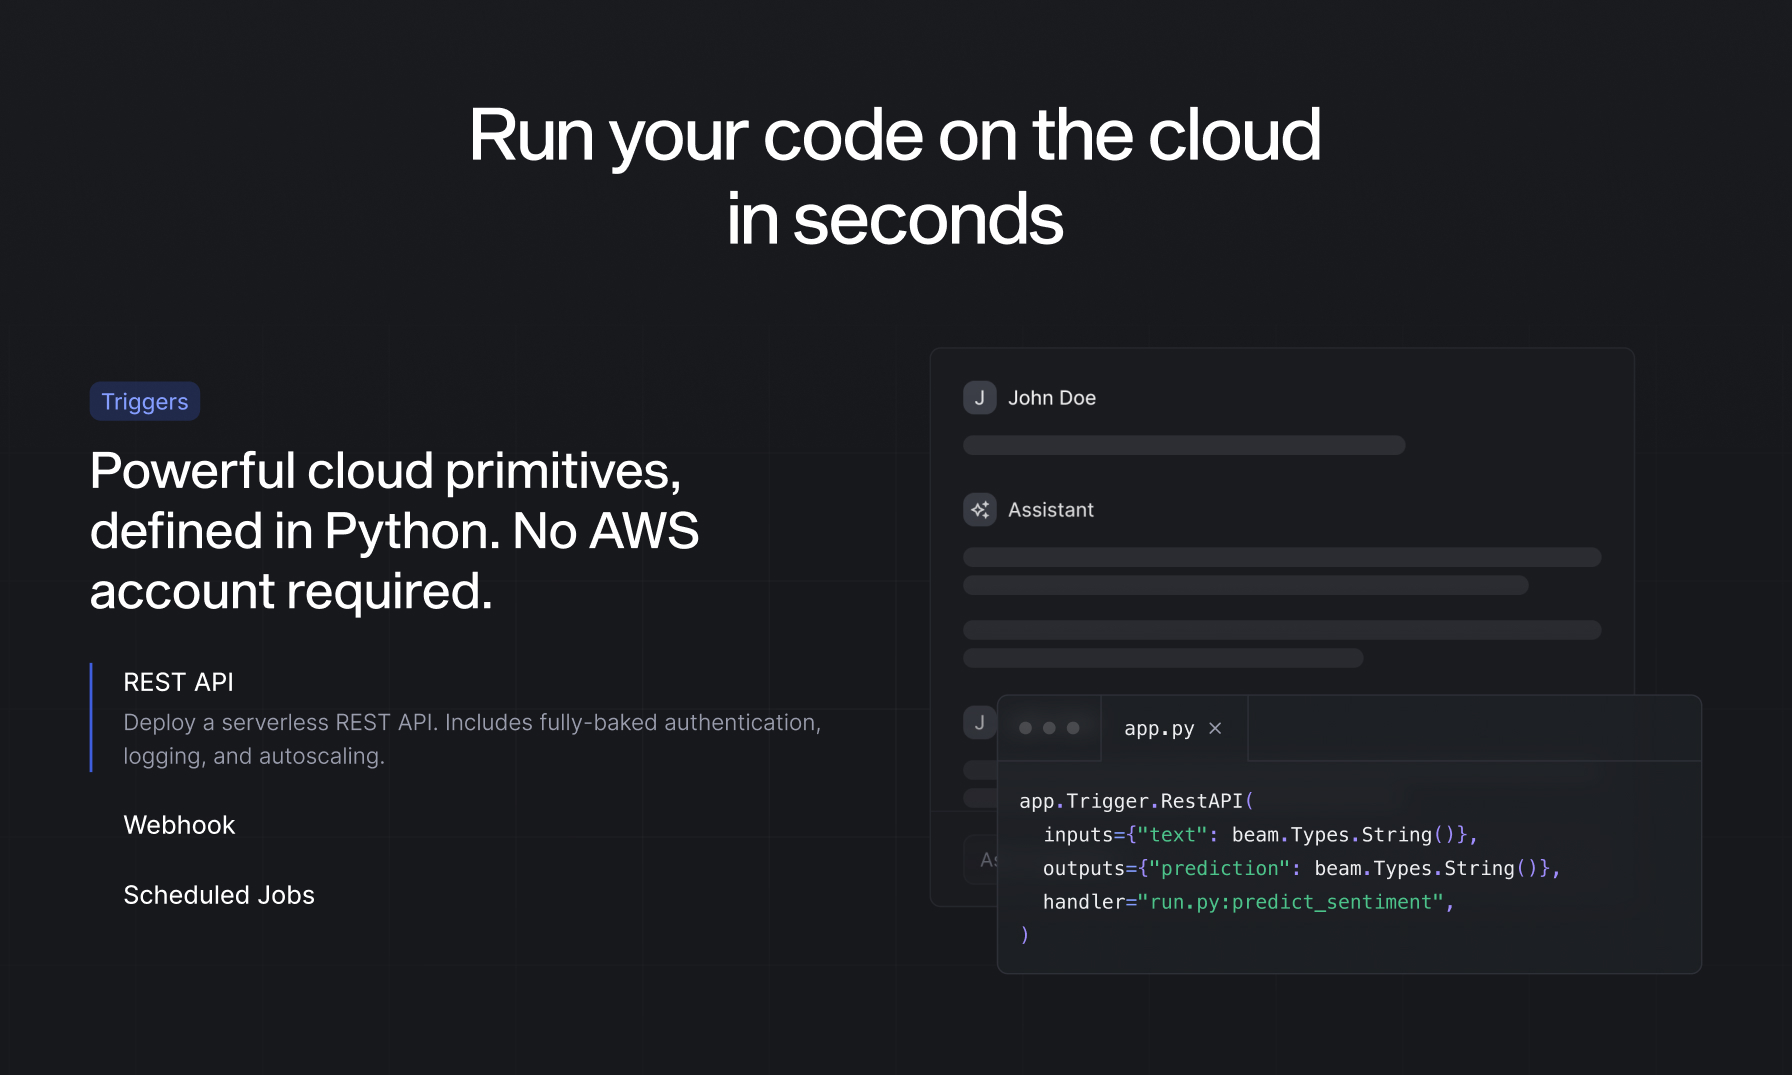 Run your code on the cloud
in seconds
Triggers
Powerful cloud primitives,
defined in Python. No AWS
account required.
REST API
Deploy a serverless REST API. Includes fully-baked authentication,
logging, and autoscaling.
Webhook
Scheduled Jobs
J John Doe
Assistant
J
app.py ×
app.Trigger.RestAPI(
  inputs={"text": beam.Types.String()},
  outputs={"prediction": beam.Types.String()},
  handler="run.py:predict_sentiment",
)